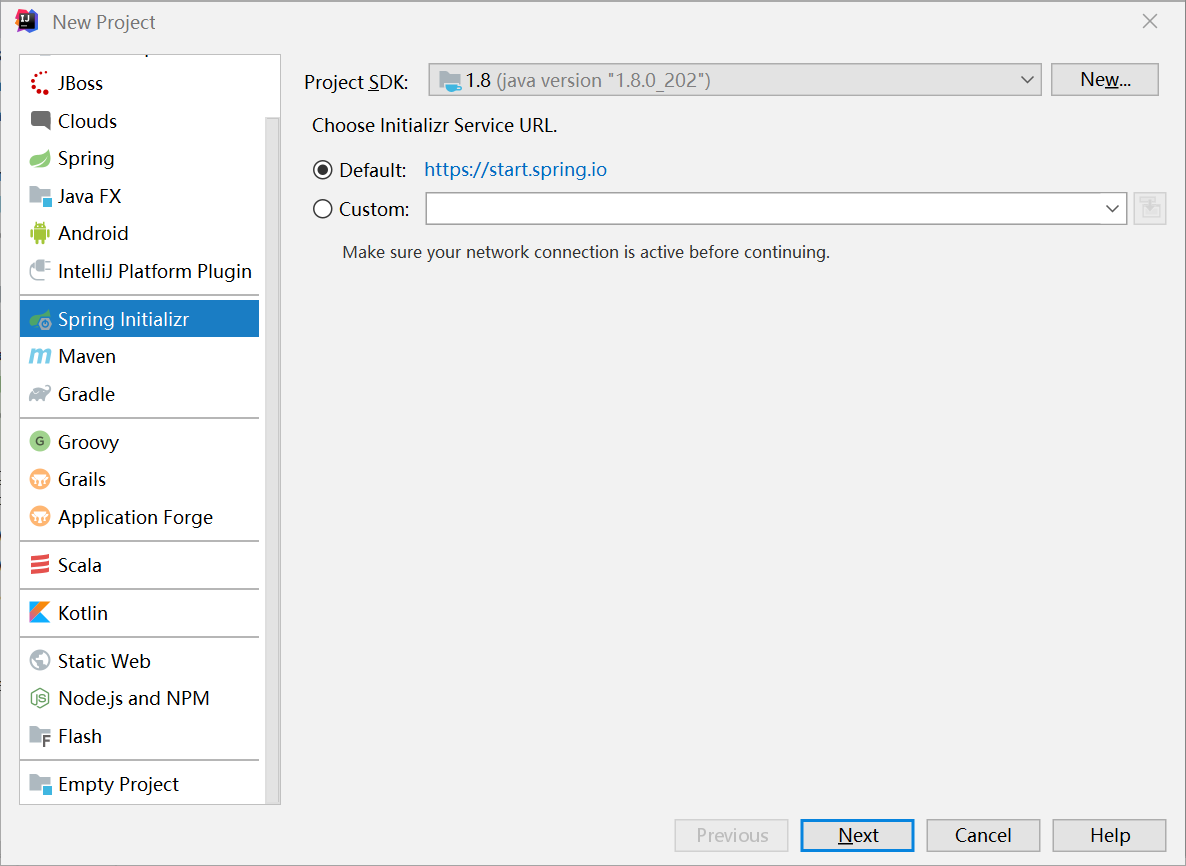 New Project
JBoss
Clouds
Spring
Java FX
Android
IntelliJ Platform Plugin
Spring Initializr
Maven
Gradle
Groovy
Grails
Application Forge
Scala
Kotlin
Static Web
Node.js and NPM
Flash
Empty Project
Project SDK: 1.8 (java version "1.8.0_202") New...
Choose Initializr Service URL.
Default: https://start.spring.io
Custom:
Make sure your network connection is active before continuing.
Previous Next Cancel Help